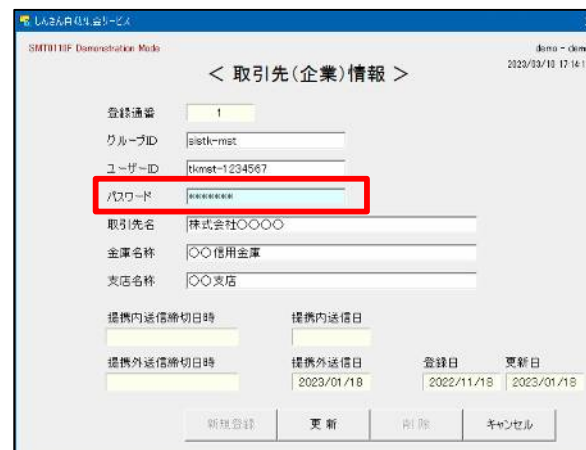 しんきん自動照会サービス
SMT0110F Demonstration Mode
demo - dem
2023/03/10 17:14:1
＜ 取引先(企業)情報 ＞
登録通番 1
グループID sistk-mst
ユーザーID tkmst-1234567
パスワード *******
取引先名 株式会社〇〇〇〇
金庫名称 〇〇信用金庫
支店名称 〇〇支店
提携内送信締切日時 提携内送信日
提携外送信締切日時 提携外送信日 登録日 更新日
2023/01/18 2022/11/18 2023/01/18
新規登録 更 新 削 除 キャンセル